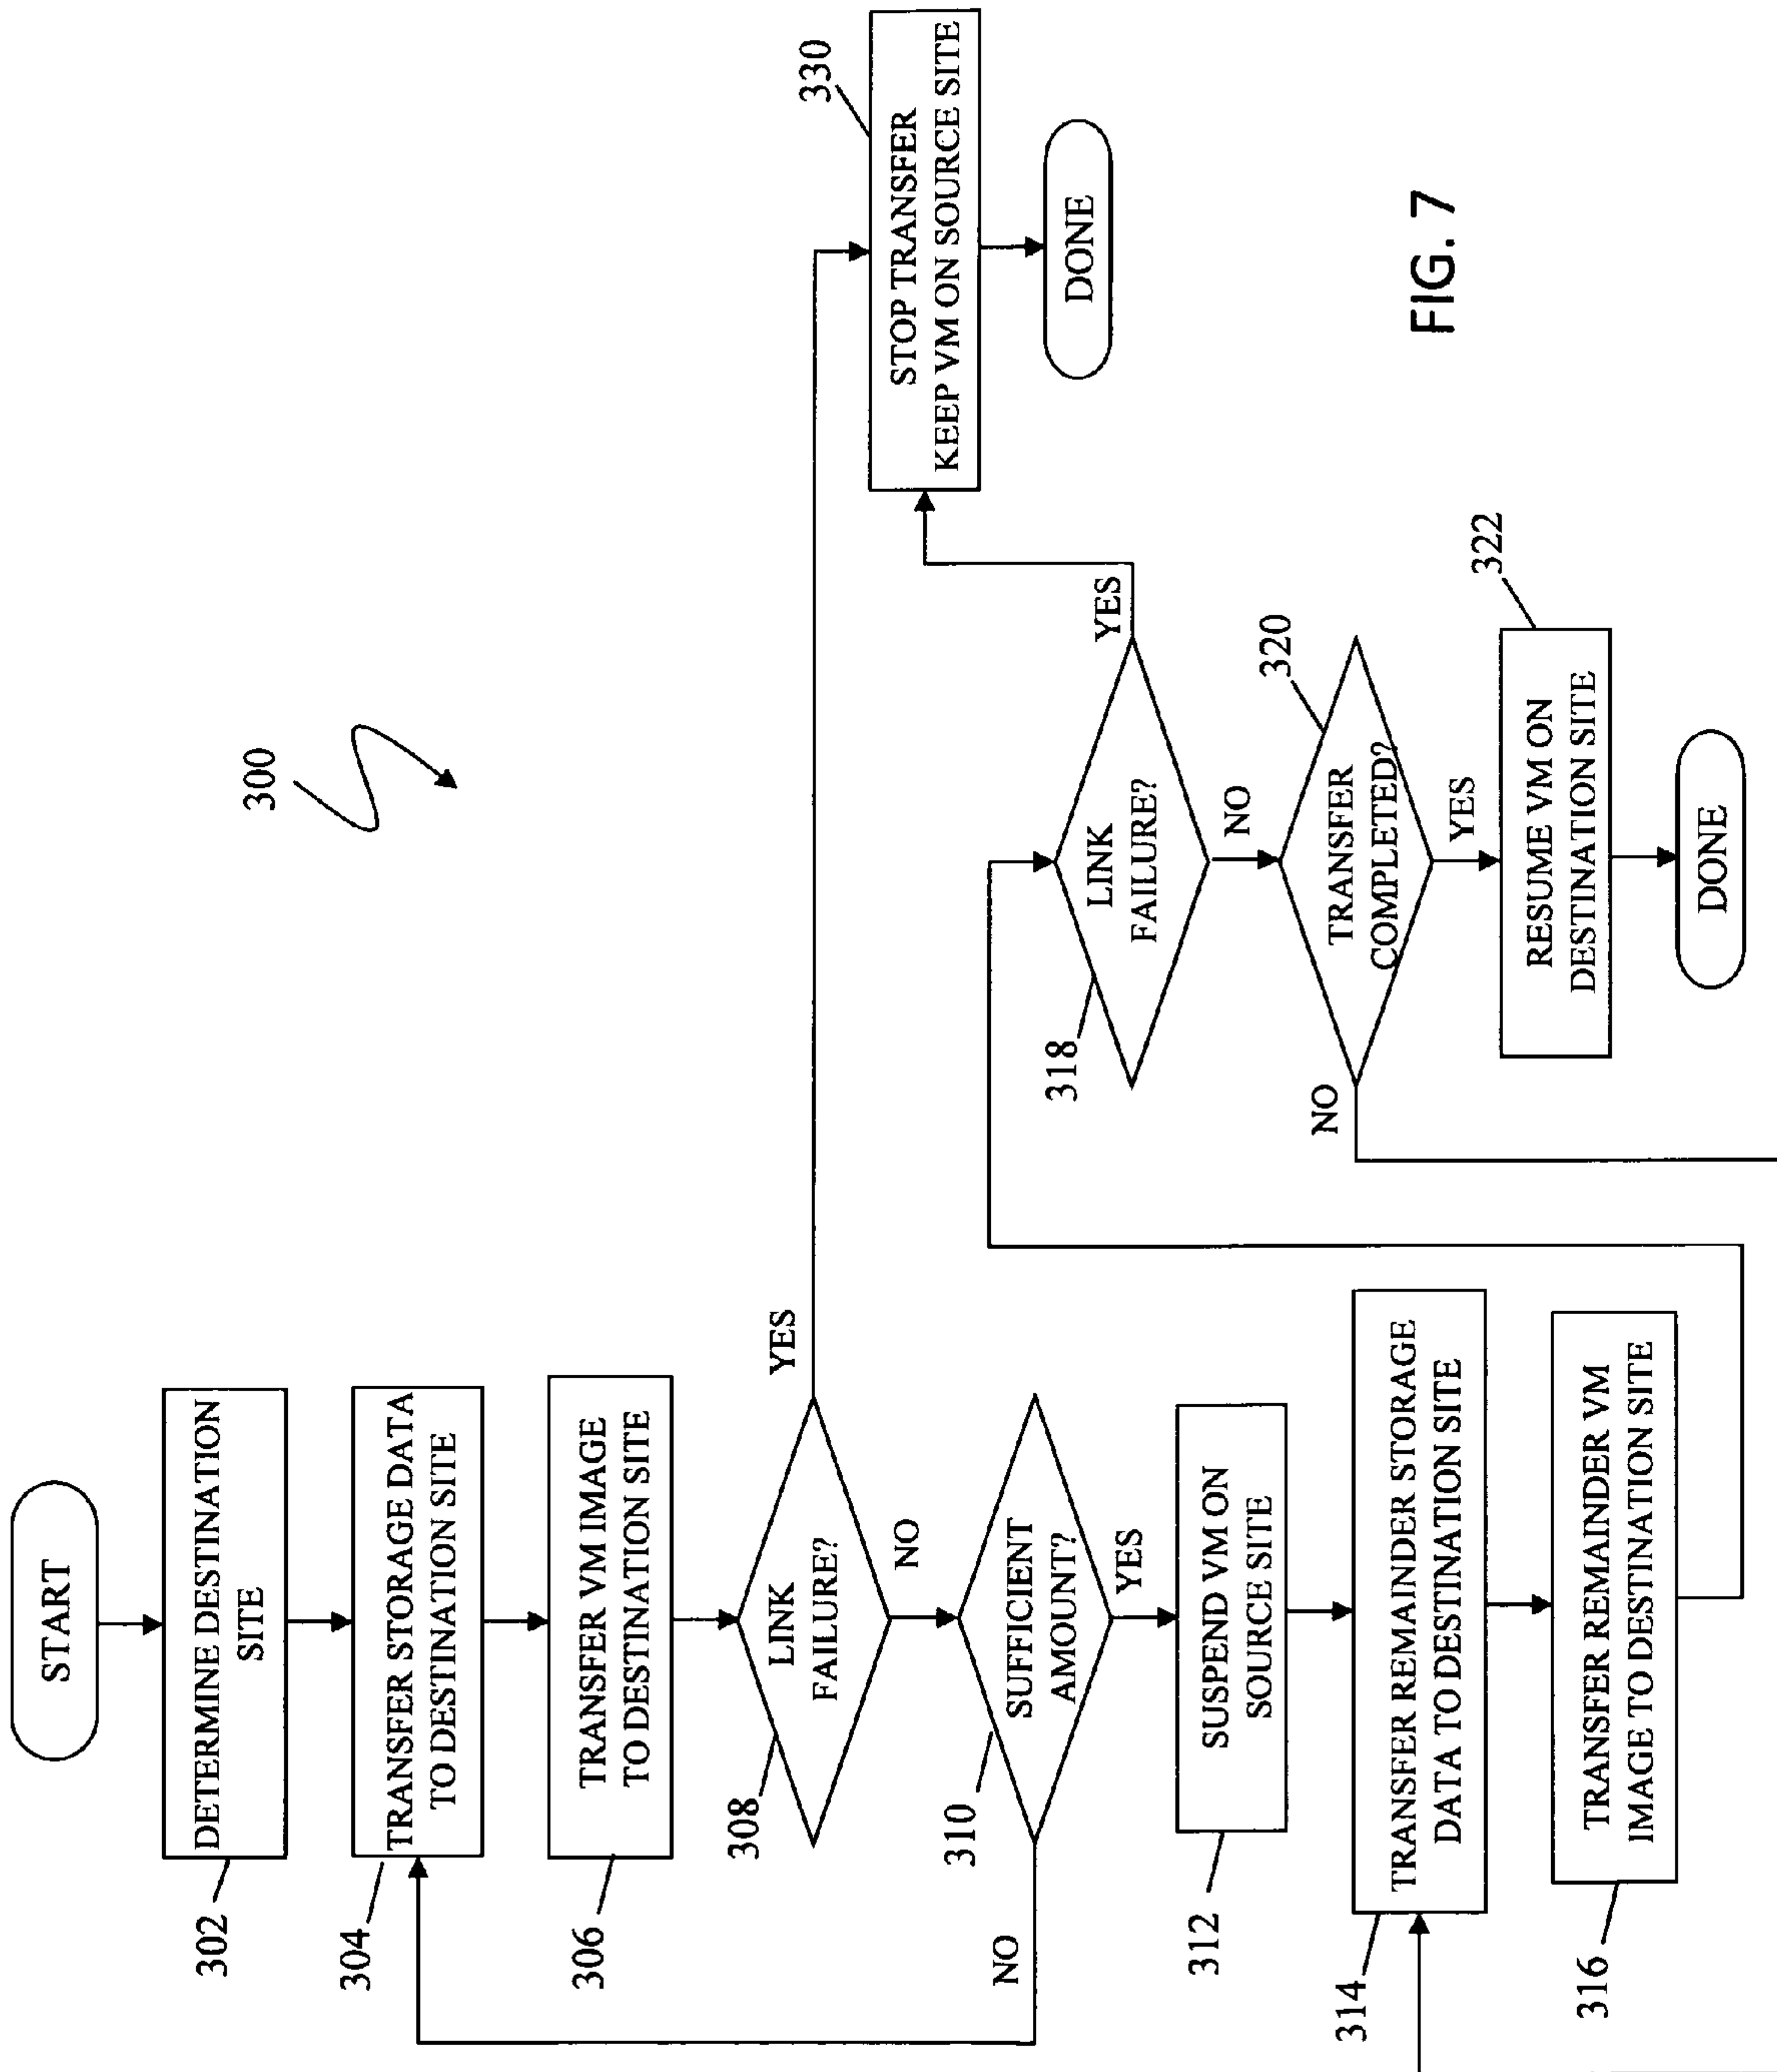 300
START
302
DETERMINE DESTINATION
SITE
304
TRANSFER STORAGE DATA
TO DESTINATION SITE
306
TRANSFER VM IMAGE
TO DESTINATION SITE
308
LINK
FAILURE?
YES
NO
310
SUFFICIENT
AMOUNT?
NO
YES
312
SUSPEND VM ON
SOURCE SITE
314
TRANSFER REMAINDER STORAGE
DATA TO DESTINATION SITE
316
TRANSFER REMAINDER VM
IMAGE TO DESTINATION SITE
318
LINK
FAILURE?
YES
NO
320
TRANSFER
COMPLETED?
NO
YES
322
RESUME VM ON
DESTINATION SITE
DONE
330
STOP TRANSFER
KEEP VM ON SOURCE SITE
DONE
FIG. 7